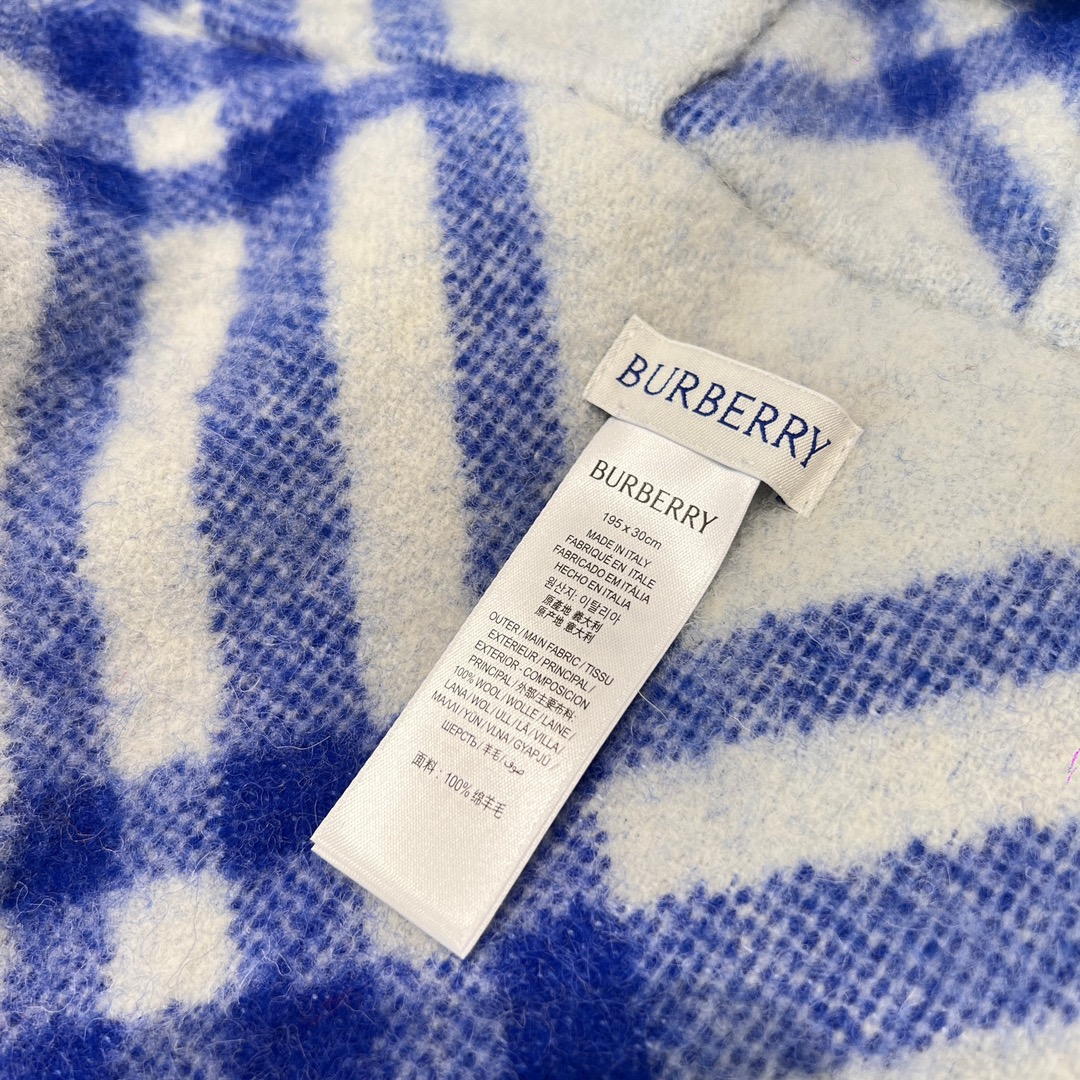 BURBERRY
BURBERRY
195 x 30cm
MADE IN ITALY
FABRIQUÉ EN ITALE
FABRICADO EM ITÁLIA
HECHO EN ITALIA
원산지: 이탈리아
原產地 義大利
原产地 意大利
OUTER / MAIN FABRIC / TISSU
EXTÉRIEUR / PRINCIPAL /
EXTERIOR - COMPOSICION
PRINCIPAL / 外部/主要布料:
100% WOOL / WOLLE / LAINE /
LANA / WOL / ULL / LÃ / VILLA /
ΜΑΛΛΙ / YÜN / VLNA / GYAPJÚ /
ШЕРСТЬ / 羊毛 / صوف
面料 : 100% 绵羊毛